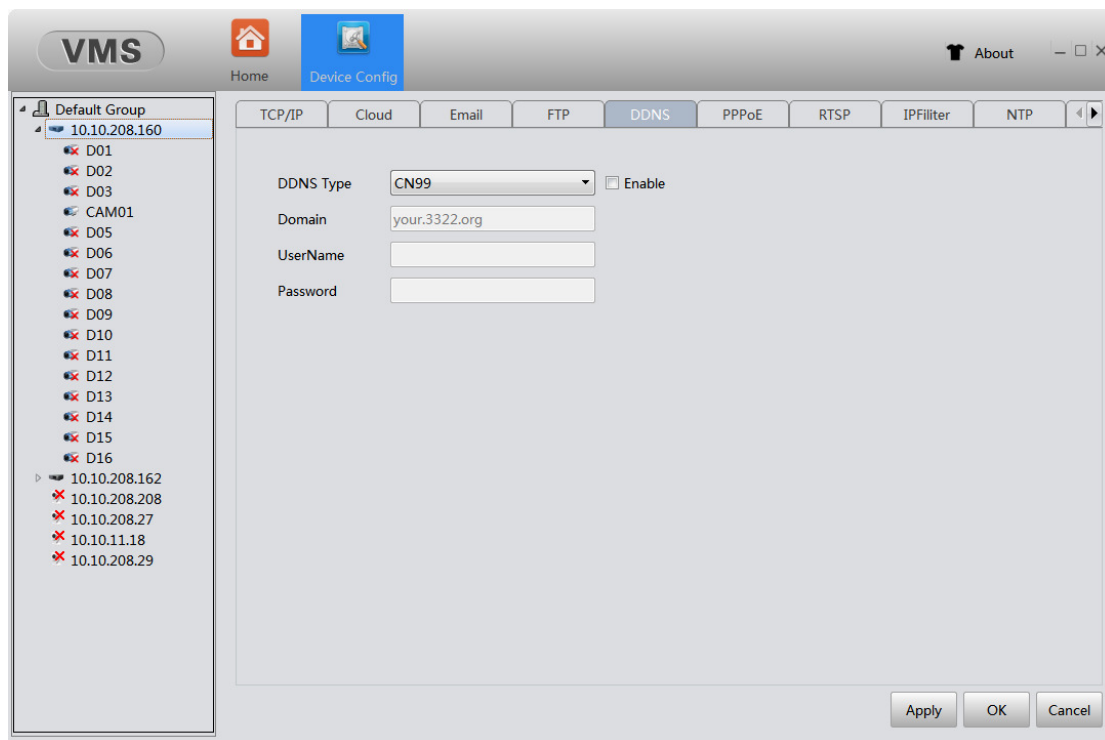 VMS
Home
Device Config
About
Default Group
10.10.208.160
D01
D02
D03
CAM01
D05
D06
D07
D08
D09
D10
D11
D12
D13
D14
D15
D16
10.10.208.162
10.10.208.208
10.10.208.27
10.10.11.18
10.10.208.29
TCP/IP Cloud Email FTP DDNS PPPoE RTSP IPFiliter NTP
DDNS Type CN99 Enable
Domain your.3322.org
UserName
Password
Apply OK Cancel